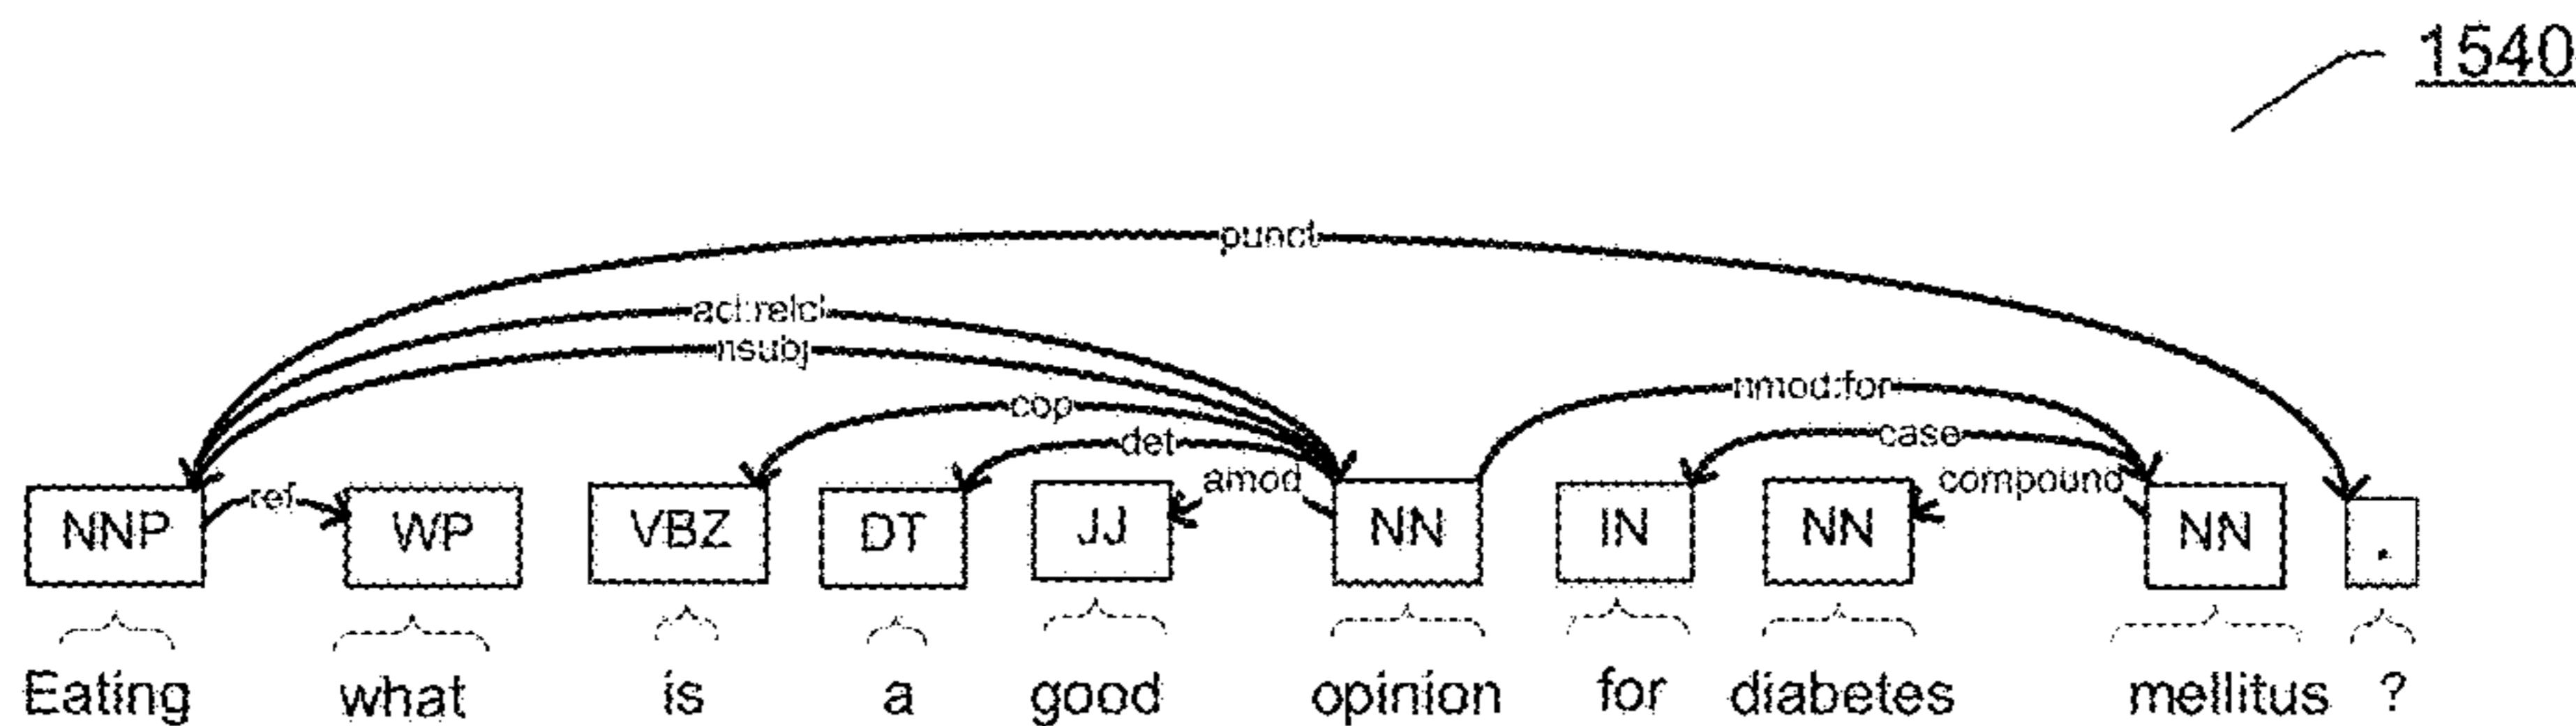 1540
punct
acl:relcl
nsubj
nmod:for
cop
case
det
amod
compound
ref
NNP WP VBZ DT JJ NN IN NN NN .
Eating what is a good opinion for diabetes mellitus ?